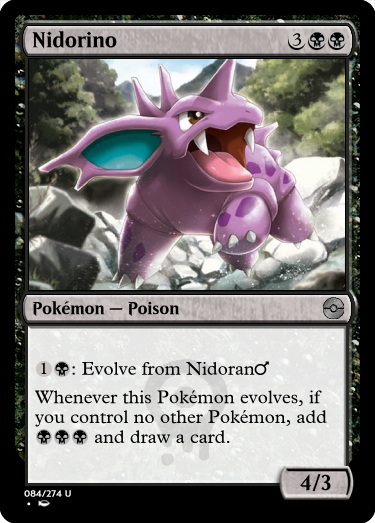 Nidorino 3
Pokémon — Poison
1 : Evolve from Nidoran♂
Whenever this Pokémon evolves, if
you control no other Pokémon, add
and draw a card.
084/274 U
4/3